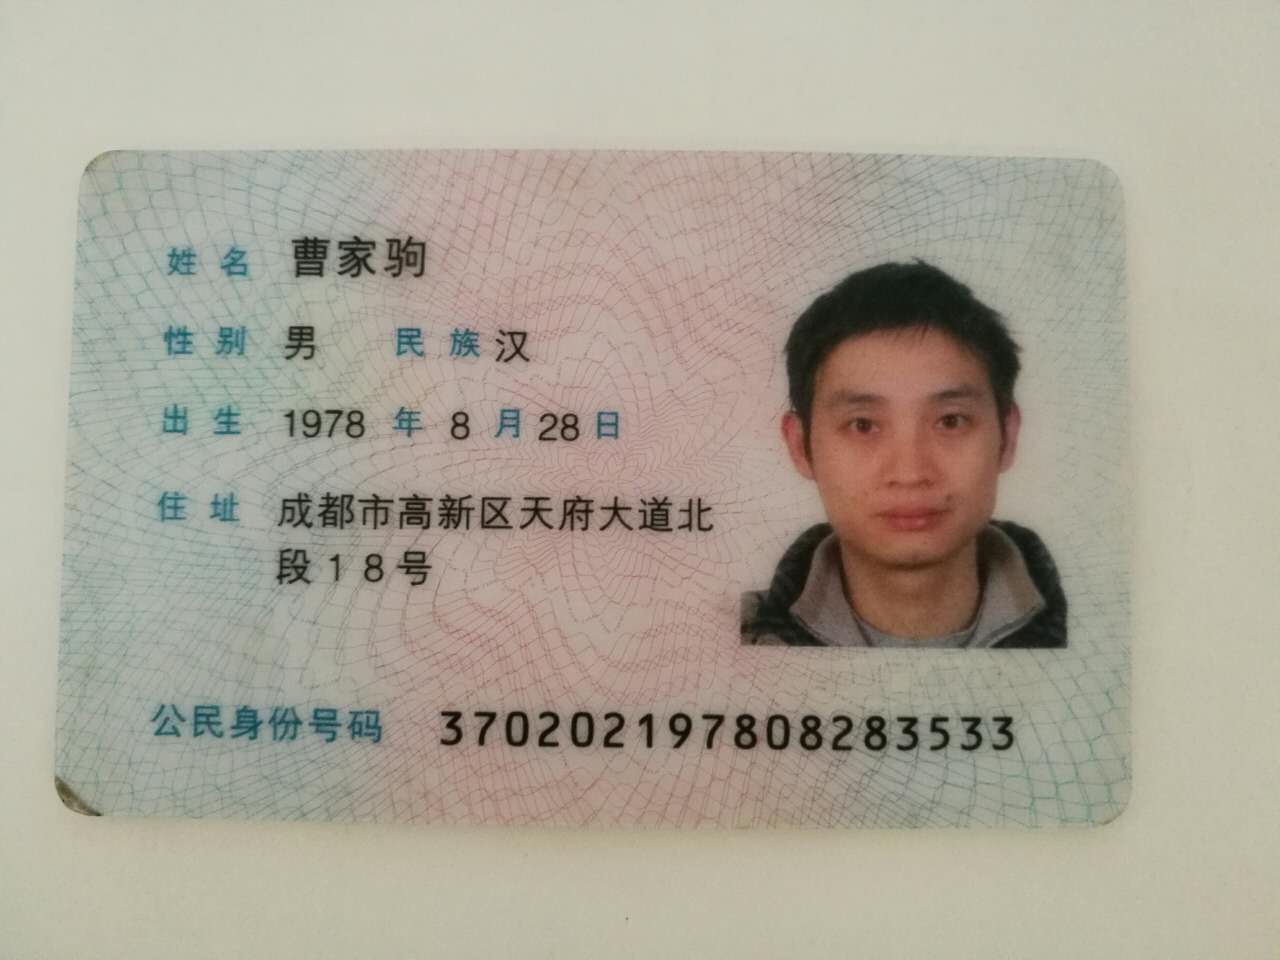 姓名 曹家驹
性别 男 民族 汉
出生 1978 年 8 月 28 日
住址 成都市高新区天府大道北
段18号
公民身份号码 370202197808283533